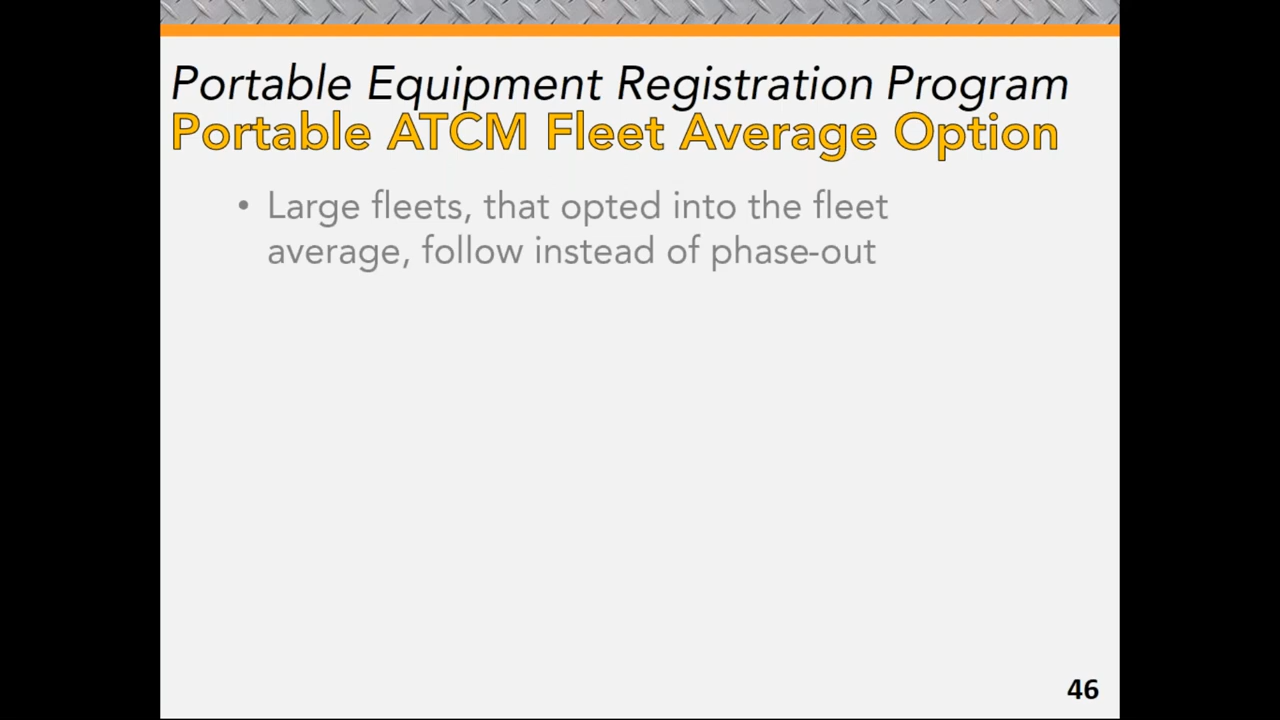 Portable Equipment Registration Program
Portable ATCM Fleet Average Option
• Large fleets, that opted into the fleet
average, follow instead of phase-out
46